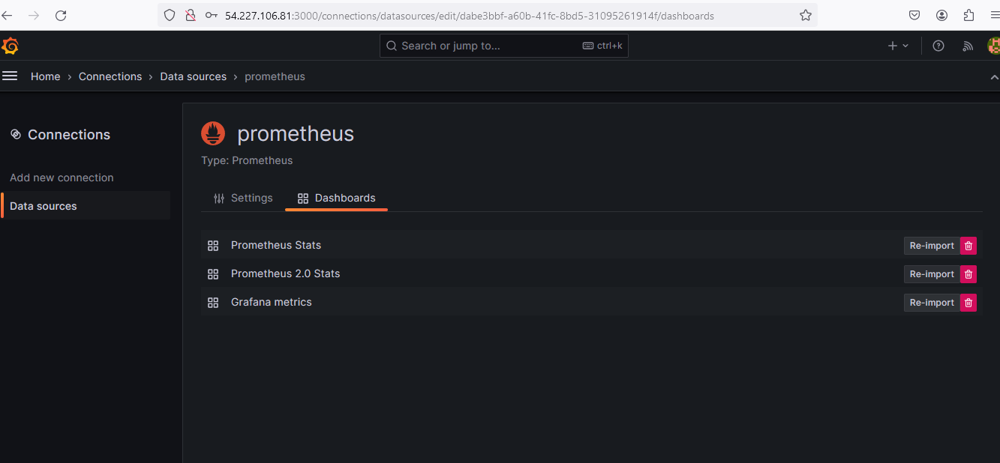 54.227.106.81:3000/connections/datasources/edit/dabe3bbf-a60b-41fc-8bd5-31095261914f/dashboards
Search or jump to... ctrl+k
Home › Connections › Data sources › prometheus
Connections
Add new connection
Data sources
prometheus
Type: Prometheus
Settings Dashboards
Prometheus Stats Re-import
Prometheus 2.0 Stats Re-import
Grafana metrics Re-import